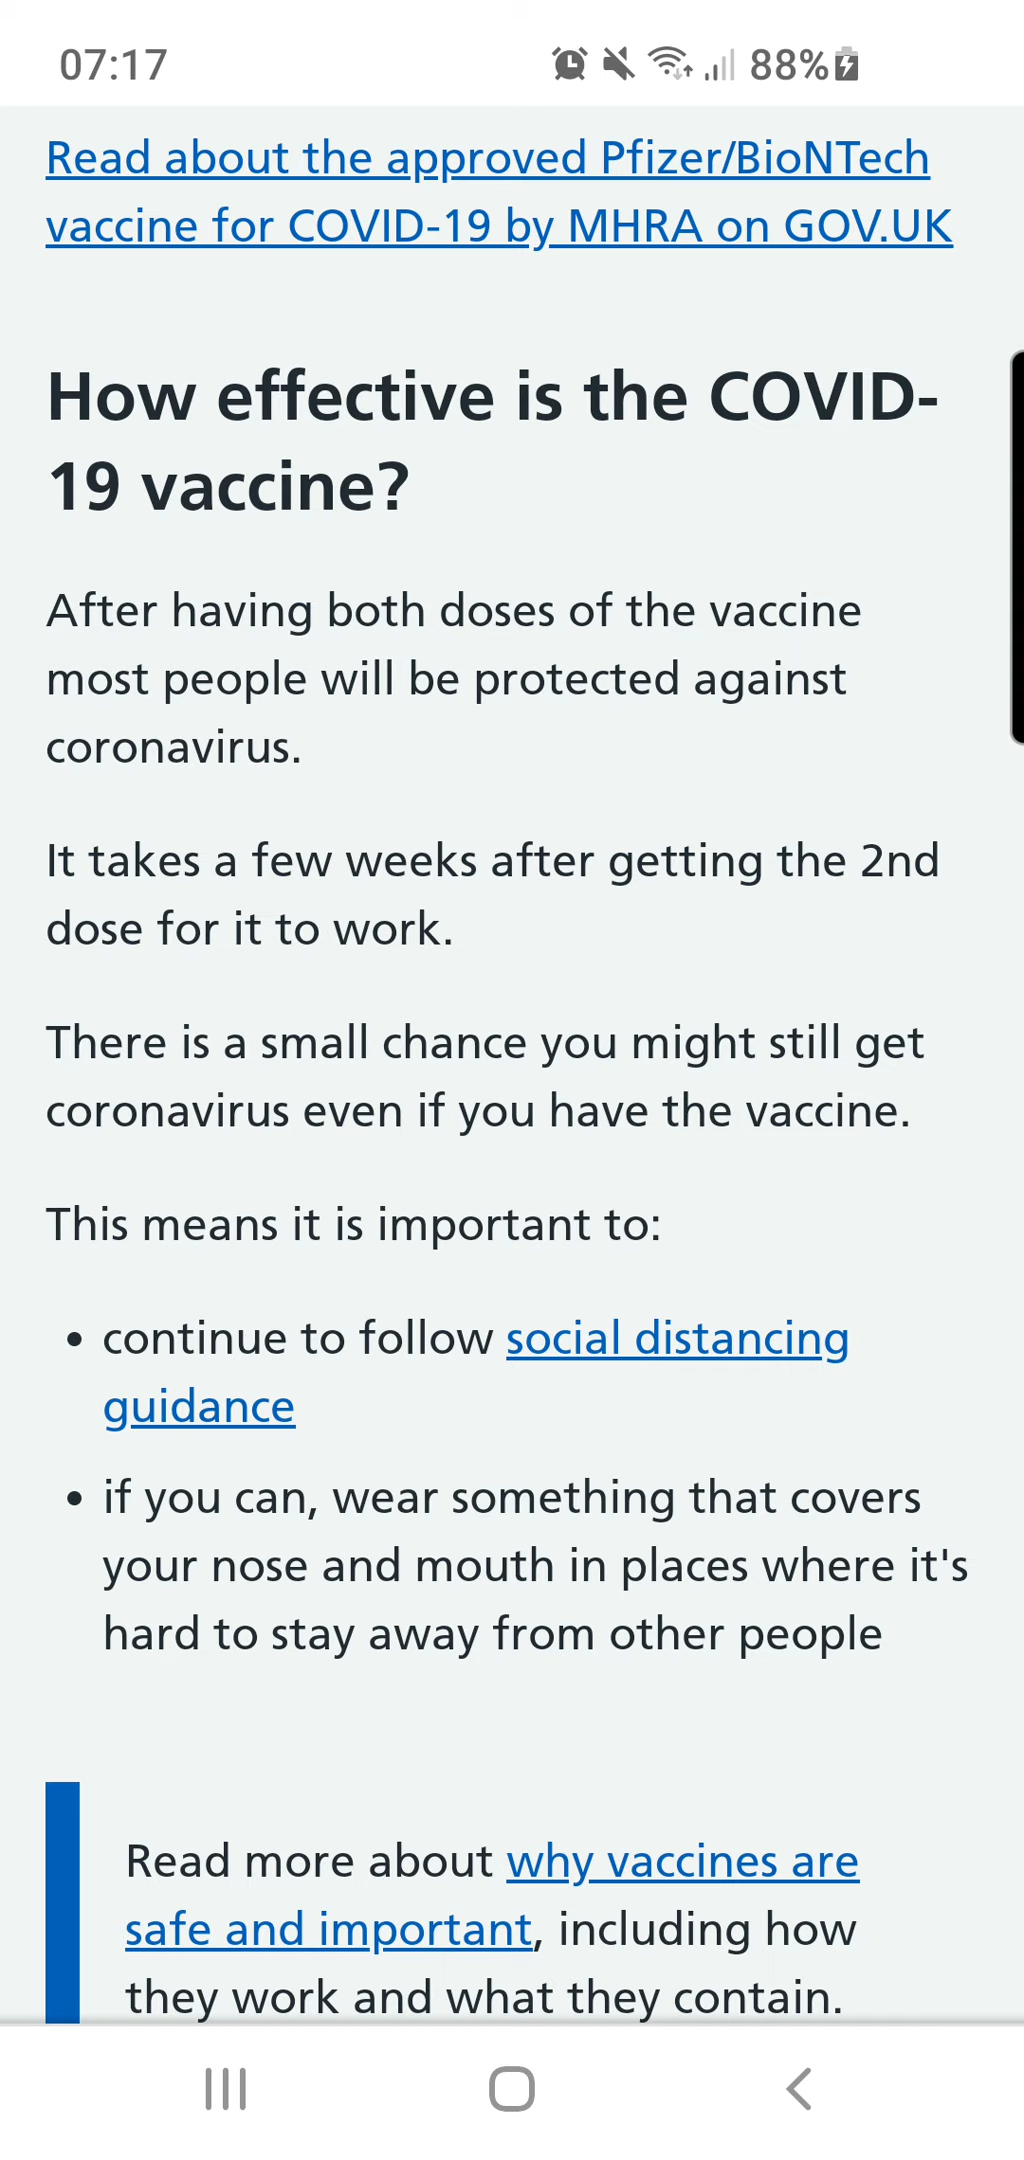 07:17 88%
Read about the approved Pfizer/BioNTech
vaccine for COVID-19 by MHRA on GOV.UK
How effective is the COVID-
19 vaccine?
After having both doses of the vaccine
most people will be protected against
coronavirus.
It takes a few weeks after getting the 2nd
dose for it to work.
There is a small chance you might still get
coronavirus even if you have the vaccine.
This means it is important to:
• continue to follow social distancing
guidance
• if you can, wear something that covers
your nose and mouth in places where it's
hard to stay away from other people
Read more about why vaccines are
safe and important, including how
they work and what they contain.